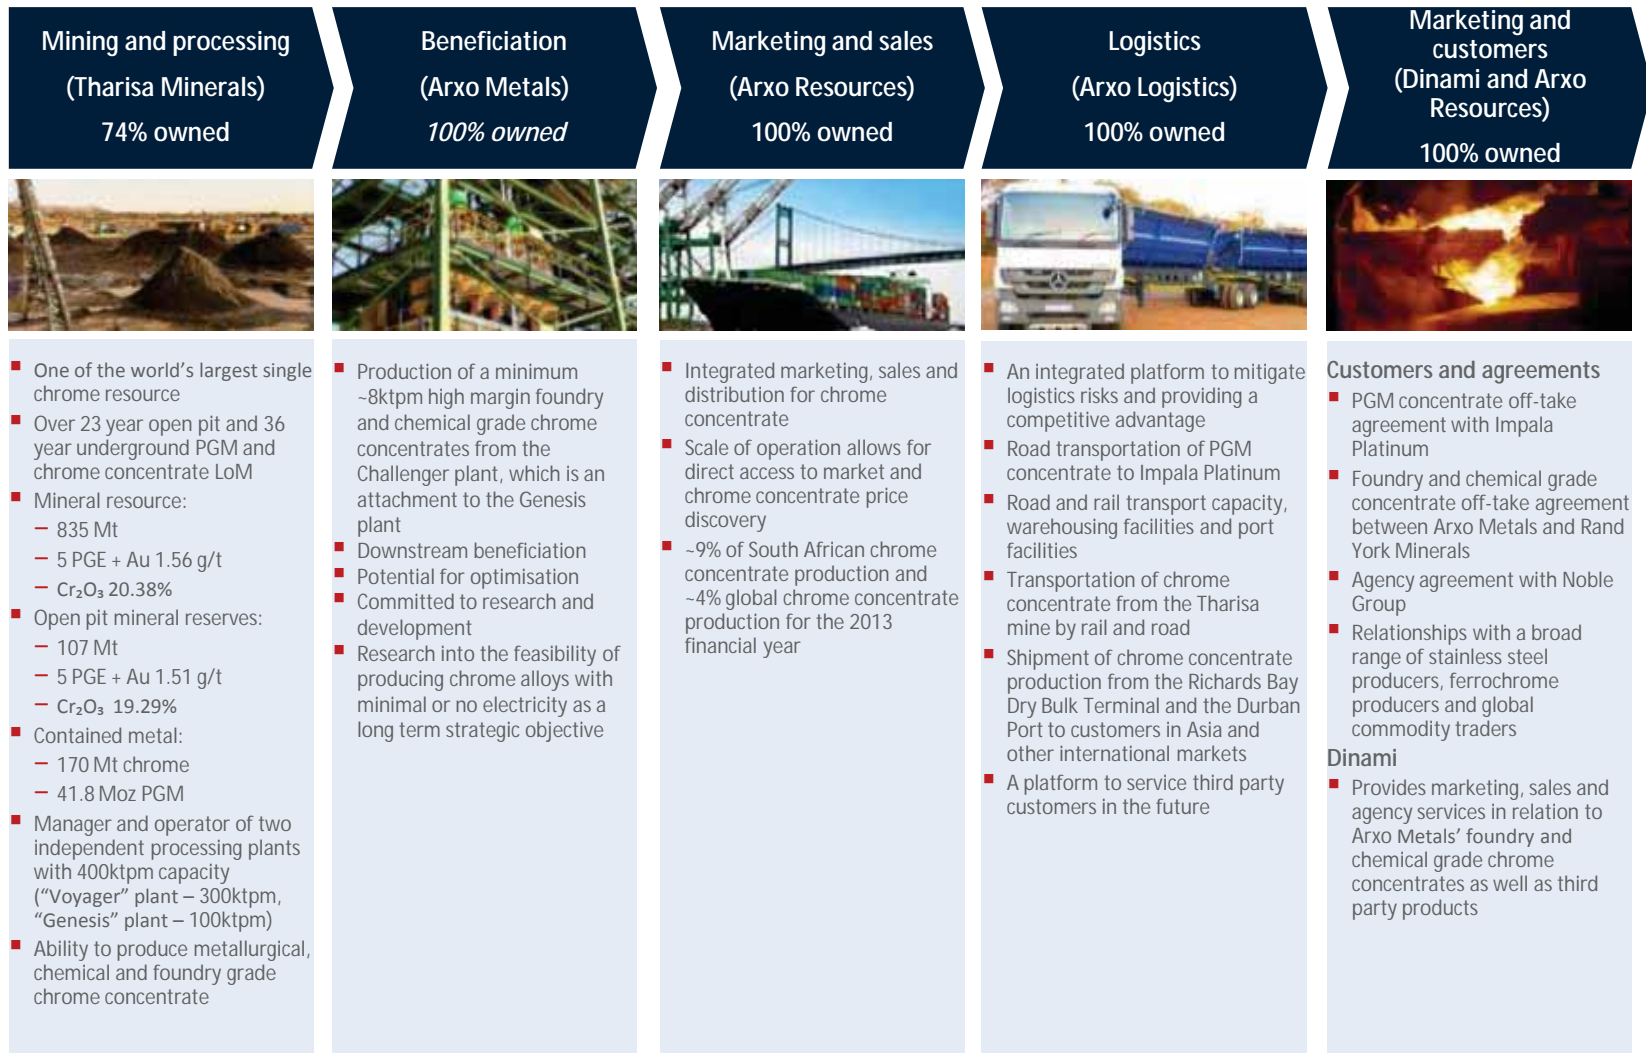 Mining and processing
(Tharisa Minerals)
74% owned
Beneficiation
(Arxo Metals)
100% owned
Marketing and sales
(Arxo Resources)
100% owned
Logistics
(Arxo Logistics)
100% owned
Marketing and
customers
(Dinami and Arxo
Resources)
100% owned
One of the world's largest single
chrome resource
Over 23 year open pit and 36
year underground PGM and
chrome concentrate LoM
Mineral resource:
– 835 Mt
– 5 PGE + Au 1.56 g/t
– Cr₂O₃ 20.38%
Open pit mineral reserves:
– 107 Mt
– 5 PGE + Au 1.51 g/t
– Cr₂O₃ 19.29%
Contained metal:
– 170 Mt chrome
– 41.8 Moz PGM
Manager and operator of two
independent processing plants
with 400ktpm capacity
("Voyager" plant – 300ktpm,
"Genesis" plant – 100ktpm)
Ability to produce metallurgical,
chemical and foundry grade
chrome concentrate
Production of a minimum
~8ktpm high margin foundry
and chemical grade chrome
concentrates from the
Challenger plant, which is an
attachment to the Genesis
plant
Downstream beneficiation
Potential for optimisation
Committed to research and
development
Research into the feasibility of
producing chrome alloys with
minimal or no electricity as a
long term strategic objective
Integrated marketing, sales and
distribution for chrome
concentrate
Scale of operation allows for
direct access to market and
chrome concentrate price
discovery
~9% of South African chrome
concentrate production and
~4% global chrome concentrate
production for the 2013
financial year
An integrated platform to mitigate
logistics risks and providing a
competitive advantage
Road transportation of PGM
concentrate to Impala Platinum
Road and rail transport capacity,
warehousing facilities and port
facilities
Transportation of chrome
concentrate from the Tharisa
mine by rail and road
Shipment of chrome concentrate
production from the Richards Bay
Dry Bulk Terminal and the Durban
Port to customers in Asia and
other international markets
A platform to service third party
customers in the future
Customers and agreements
PGM concentrate off-take
agreement with Impala
Platinum
Foundry and chemical grade
concentrate off-take agreement
between Arxo Metals and Rand
York Minerals
Agency agreement with Noble
Group
Relationships with a broad
range of stainless steel
producers, ferrochrome
producers and global
commodity traders
Dinami
Provides marketing, sales and
agency services in relation to
Arxo Metals' foundry and
chemical grade chrome
concentrates as well as third
party products